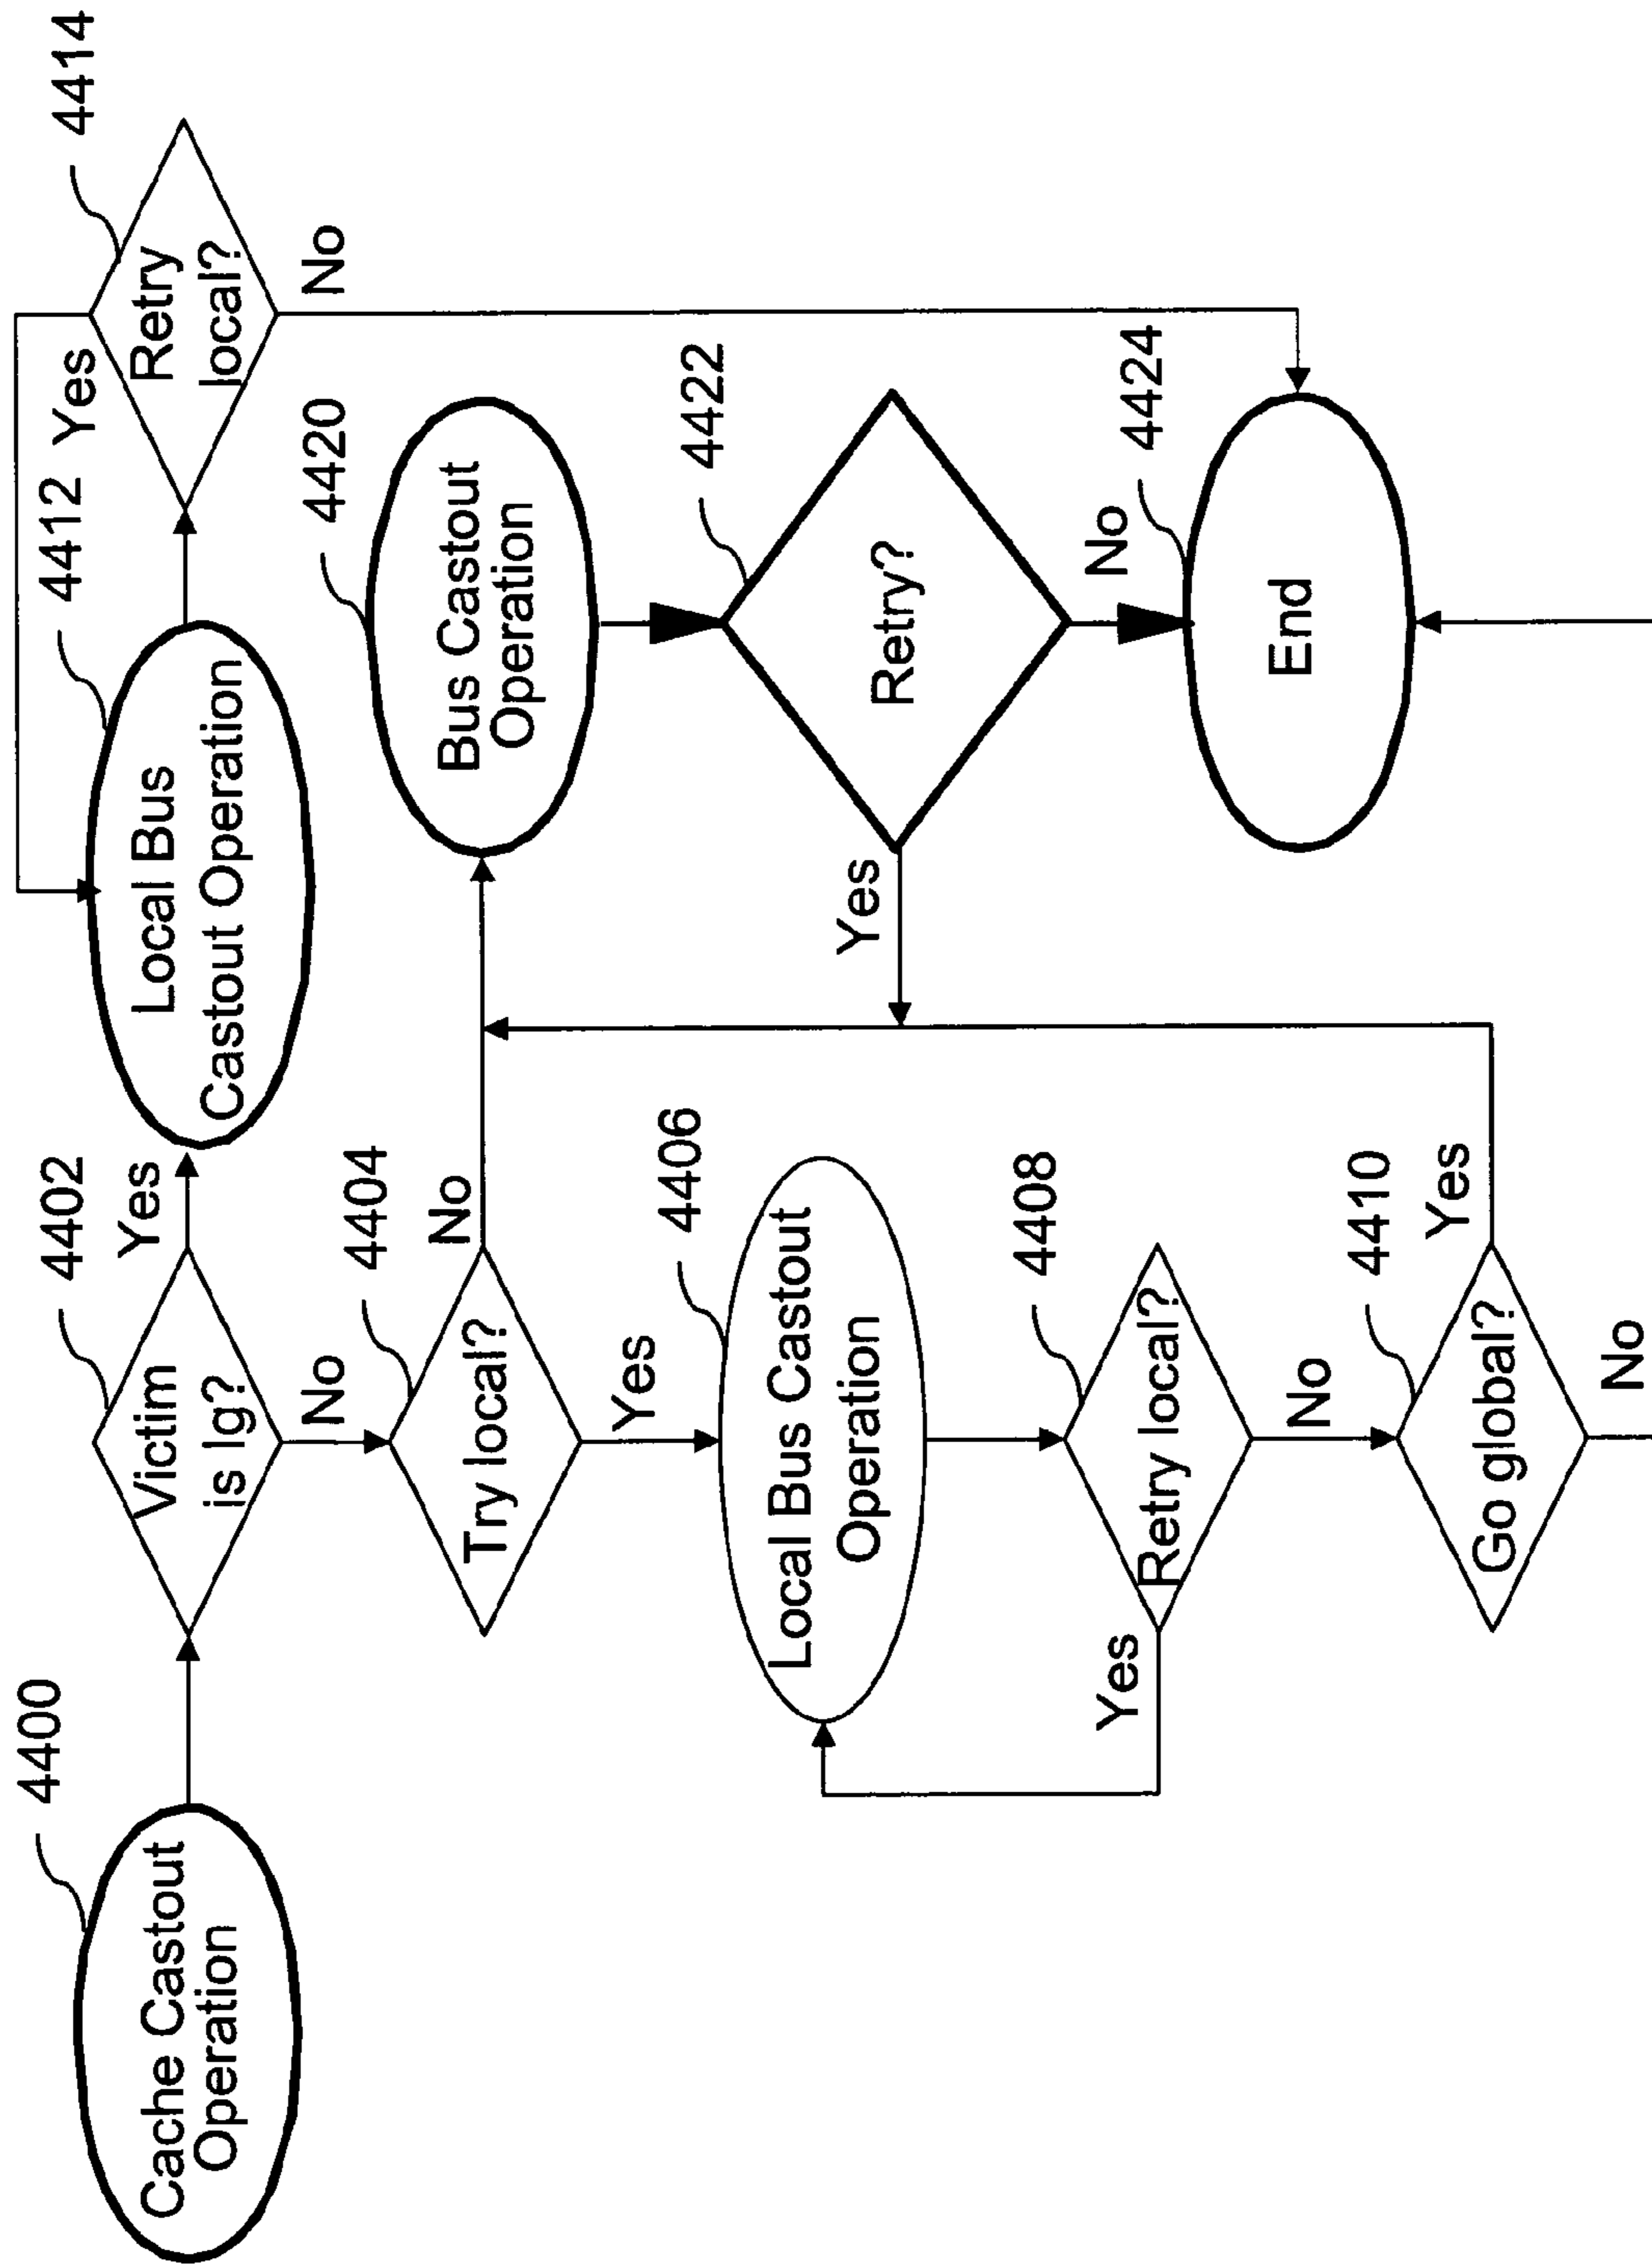 4400
Cache Castout
Operation
4402
Victim
is Ig?
Yes
No
4412
Local Bus
Castout Operation
Yes
4414
Retry
local?
No
4404
Try local?
No
Yes
4420
Bus Castout
Operation
4406
Local Bus Castout
Operation
4422
Retry?
Yes
No
4408
Retry local?
Yes
No
4410
Go global?
Yes
No
4424
End